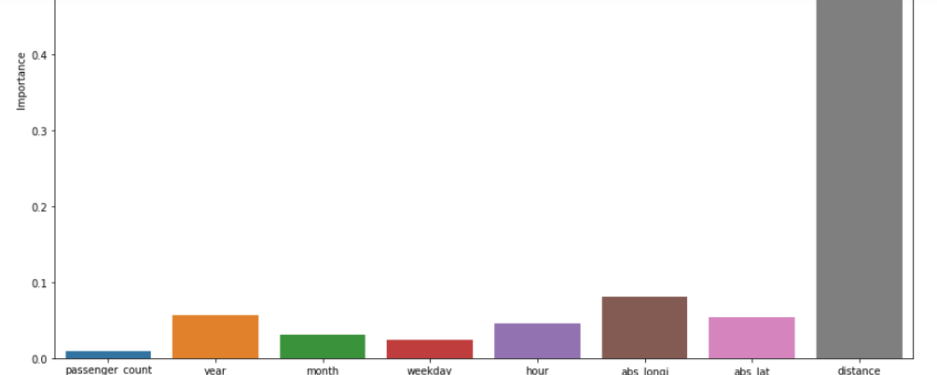 0.4
Importance
0.3
0.2
0.1
0.0
passenger_count year month weekday hour abs_longi abs_lat distance